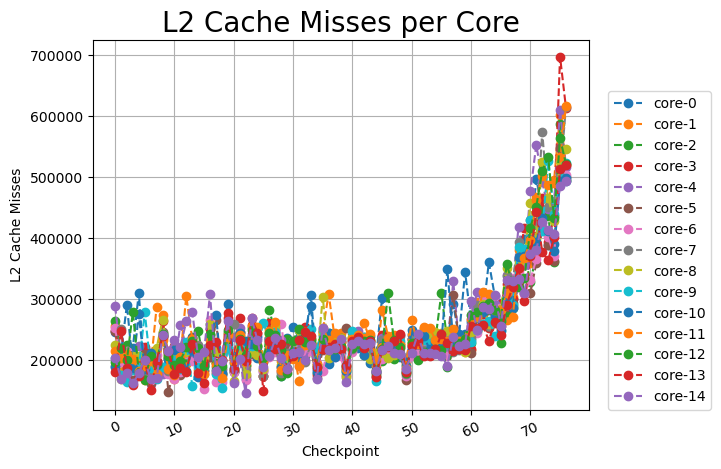 L2 Cache Misses per Core
700000
600000
500000
400000
300000
200000
L2 Cache Misses
0 10 20 30 40 50 60 70
Checkpoint
core-0
core-1
core-2
core-3
core-4
core-5
core-6
core-7
core-8
core-9
core-10
core-11
core-12
core-13
core-14